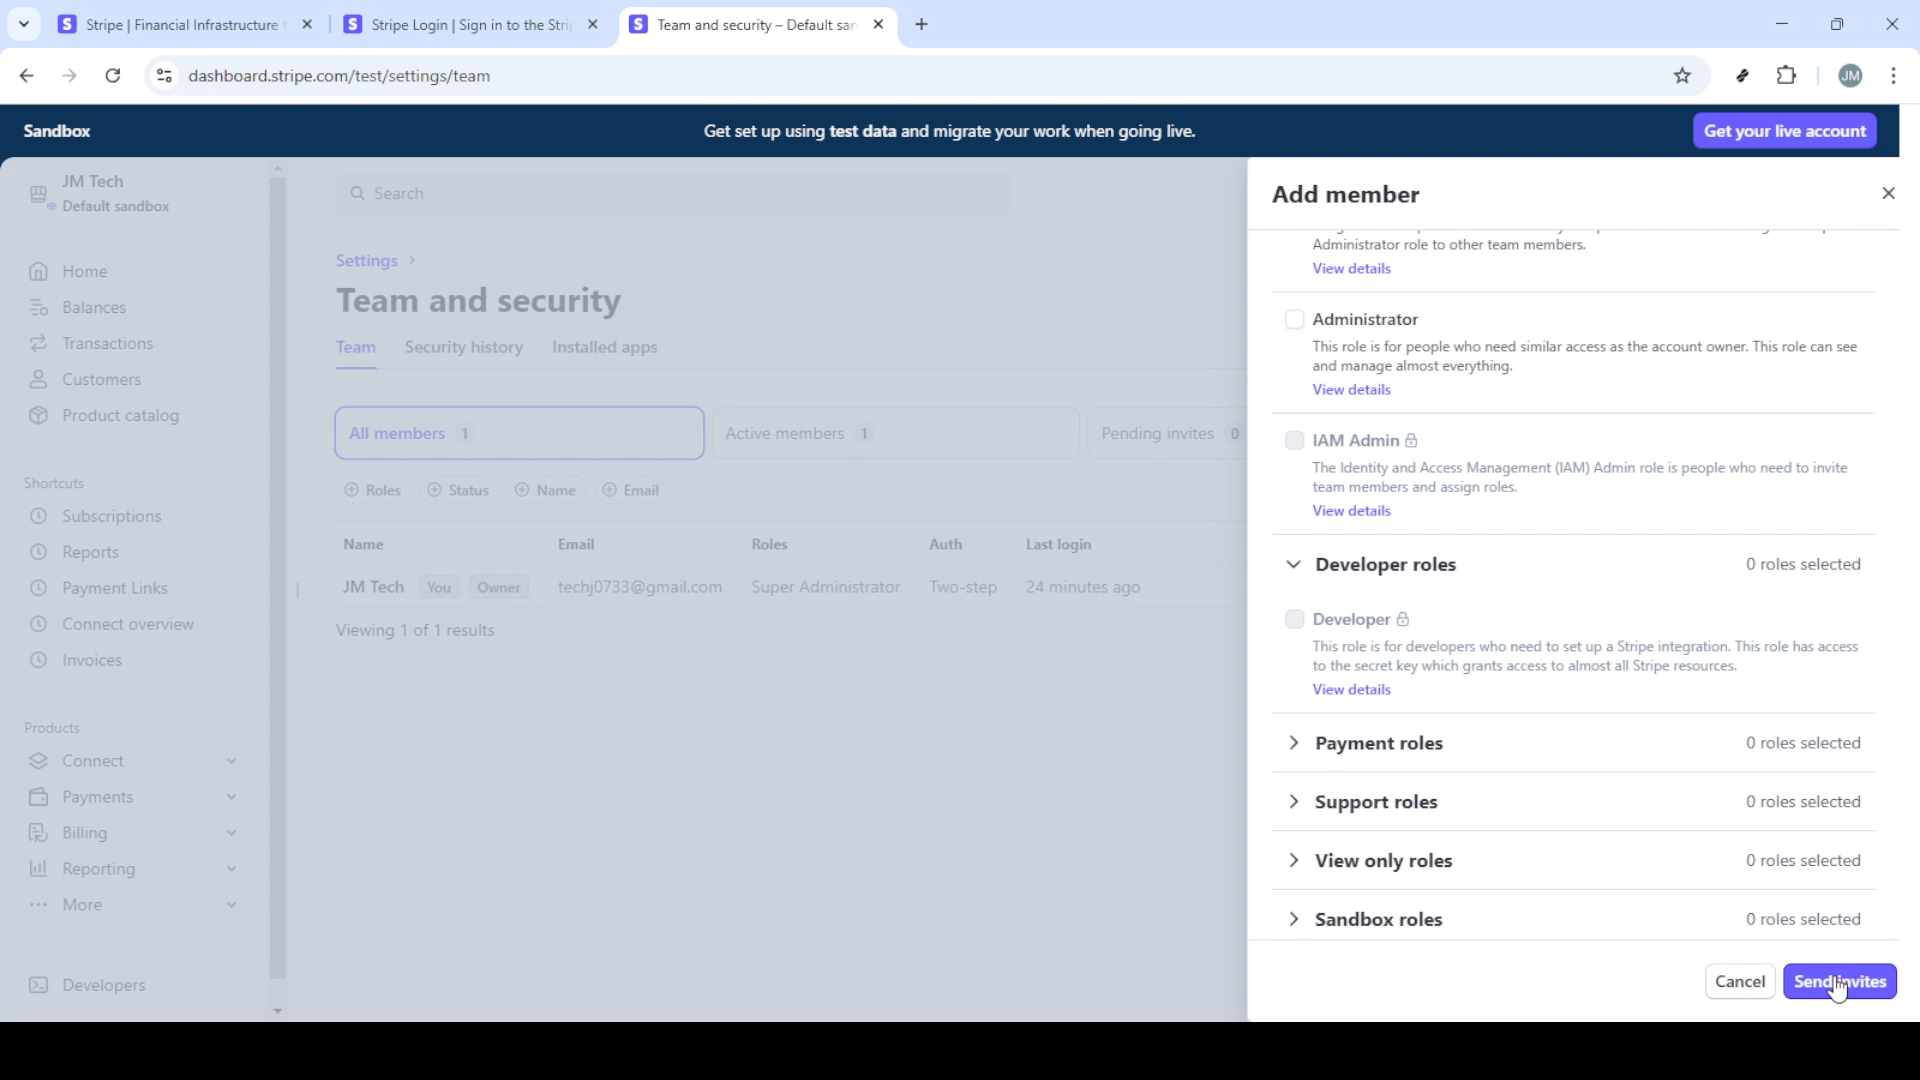 Stripe | Financial Infrastructure
Stripe Login | Sign in to the Stri
Team and security – Default san
dashboard.stripe.com/test/settings/team
JM
Sandbox
Get set up using test data and migrate your work when going live.
Get your live account
JM Tech
Default sandbox
Home
Balances
Transactions
Customers
Product catalog
Shortcuts
Subscriptions
Reports
Payment Links
Connect overview
Invoices
Products
Connect
Payments
Billing
Reporting
More
Developers
Search
Settings
Team and security
Team Security history Installed apps
All members 1 Active members 1 Pending invites 0
Roles Status Name Email
Name Email Roles Auth Last login
JM Tech You Owner techj0733@gmail.com Super Administrator Two-step 24 minutes ago
Viewing 1 of 1 results
Add member
Administrator role to other team members.
View details
Administrator
This role is for people who need similar access as the account owner. This role can see
and manage almost everything.
View details
IAM Admin
The Identity and Access Management (IAM) Admin role is people who need to invite
team members and assign roles.
View details
Developer roles 0 roles selected
Developer
This role is for developers who need to set up a Stripe integration. This role has access
to the secret key which grants access to almost all Stripe resources.
View details
Payment roles 0 roles selected
Support roles 0 roles selected
View only roles 0 roles selected
Sandbox roles 0 roles selected
Cancel Send invites